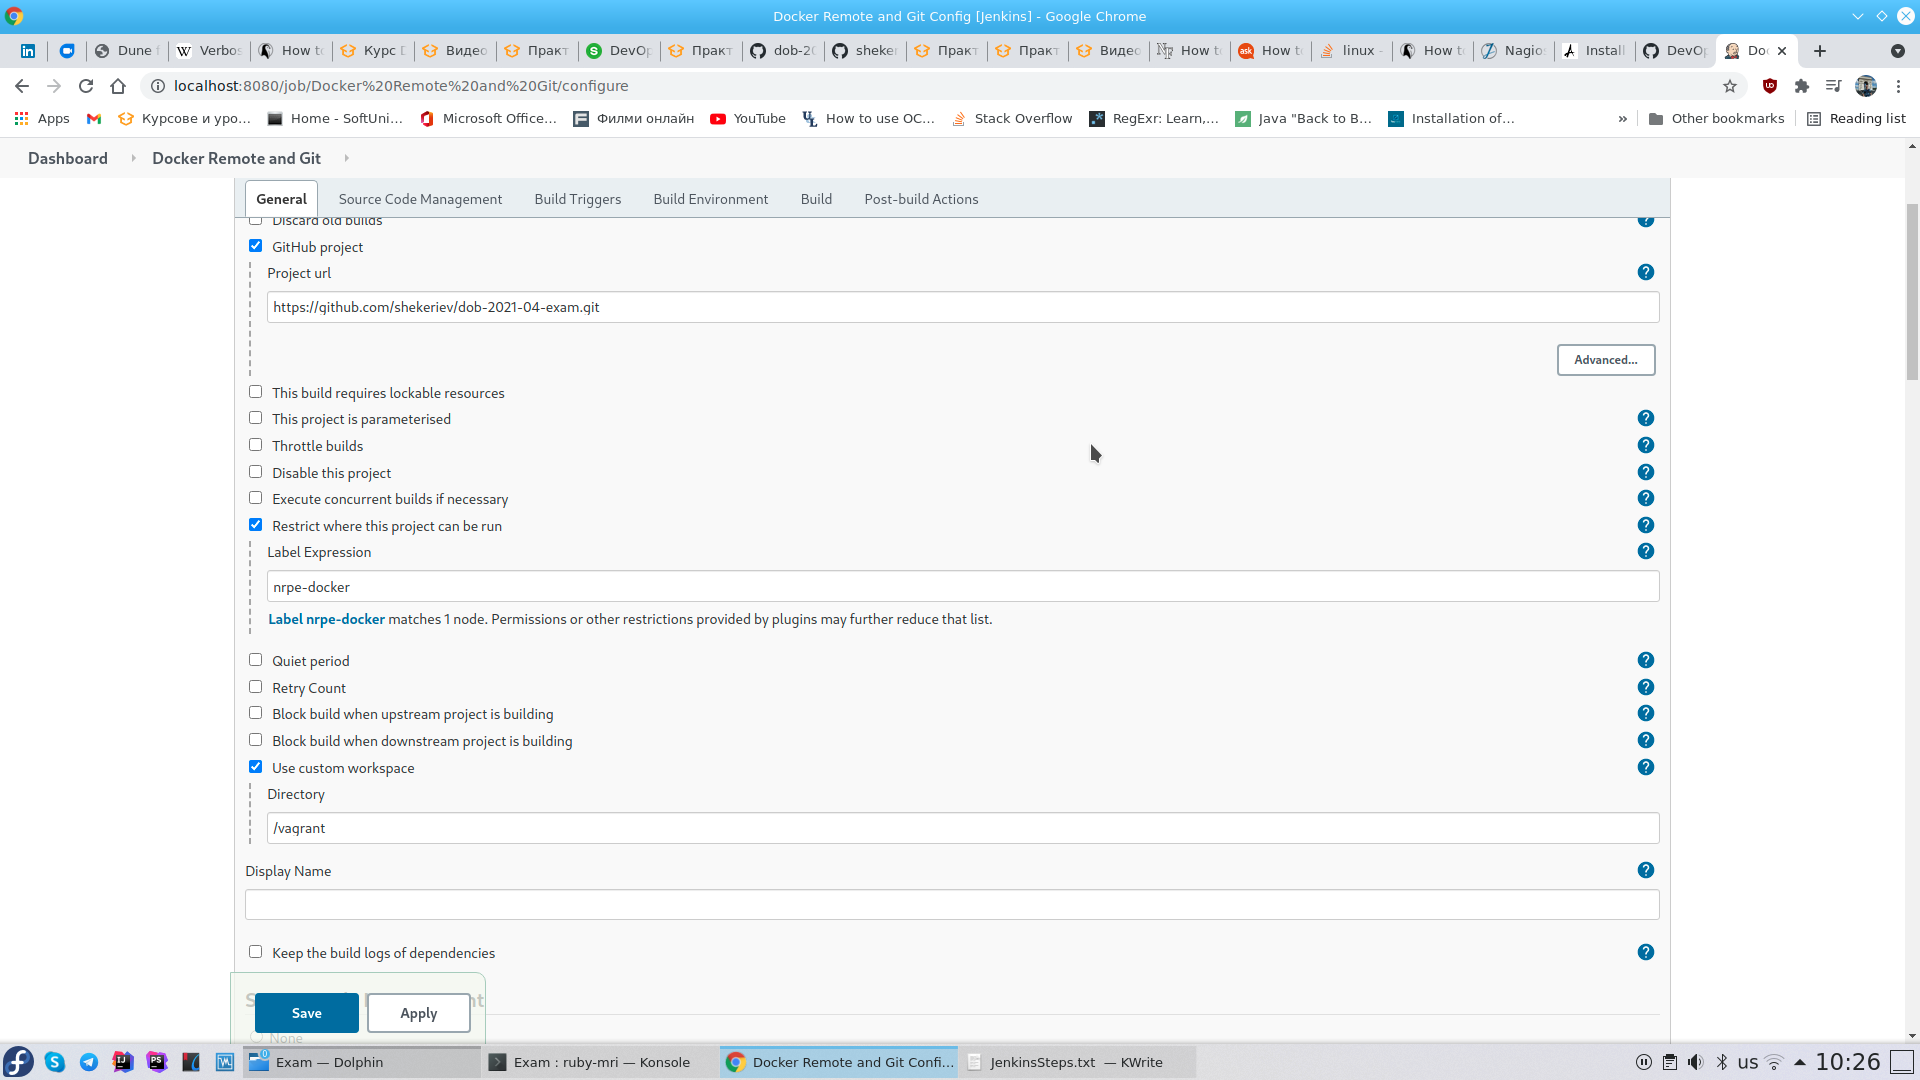 Docker Remote and Git Config [Jenkins] - Google Chrome
Dune f
Verbos
How to
Курс D
Видео
Практ
DevOp
Практ
dob-20
sheker
Практ
Практ
Видео
How to
ask
How to
linux -
How to
Nagio
Install
DevOp
Doc
localhost:8080/job/Docker%20Remote%20and%20Git/configure
Apps
Курсове и уро...
Home - SoftUni...
Microsoft Office...
Филми онлайн
YouTube
How to use OC...
Stack Overflow
RegExr: Learn,...
Java "Back to B...
Installation of...
»
Other bookmarks
Reading list
Dashboard
Docker Remote and Git
General
Source Code Management
Build Triggers
Build Environment
Build
Post-build Actions
Discard old builds
GitHub project
Project url
https://github.com/shekeriev/dob-2021-04-exam.git
Advanced...
This build requires lockable resources
This project is parameterised
Throttle builds
Disable this project
Execute concurrent builds if necessary
Restrict where this project can be run
Label Expression
nrpe-docker
Label nrpe-docker matches 1 node. Permissions or other restrictions provided by plugins may further reduce that list.
Quiet period
Retry Count
Block build when upstream project is building
Block build when downstream project is building
Use custom workspace
Directory
/vagrant
Display Name
Keep the build logs of dependencies
Save
Apply
None
Exam — Dolphin
Exam : ruby-mri — Konsole
Docker Remote and Git Confi...
JenkinsSteps.txt — KWrite
us
10:26